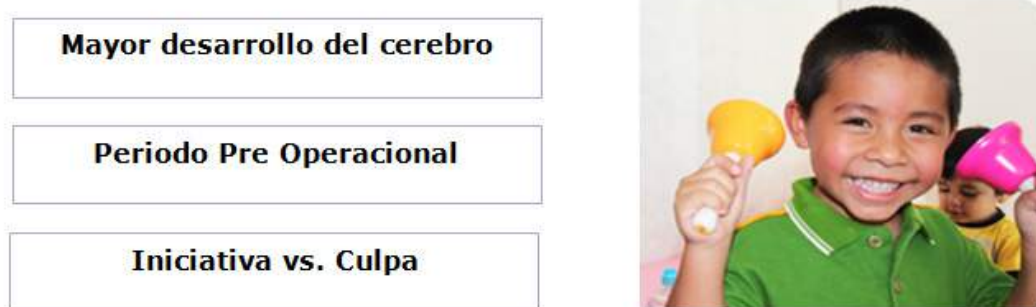 Mayor desarrollo del cerebro
Periodo Pre Operacional
Iniciativa vs. Culpa